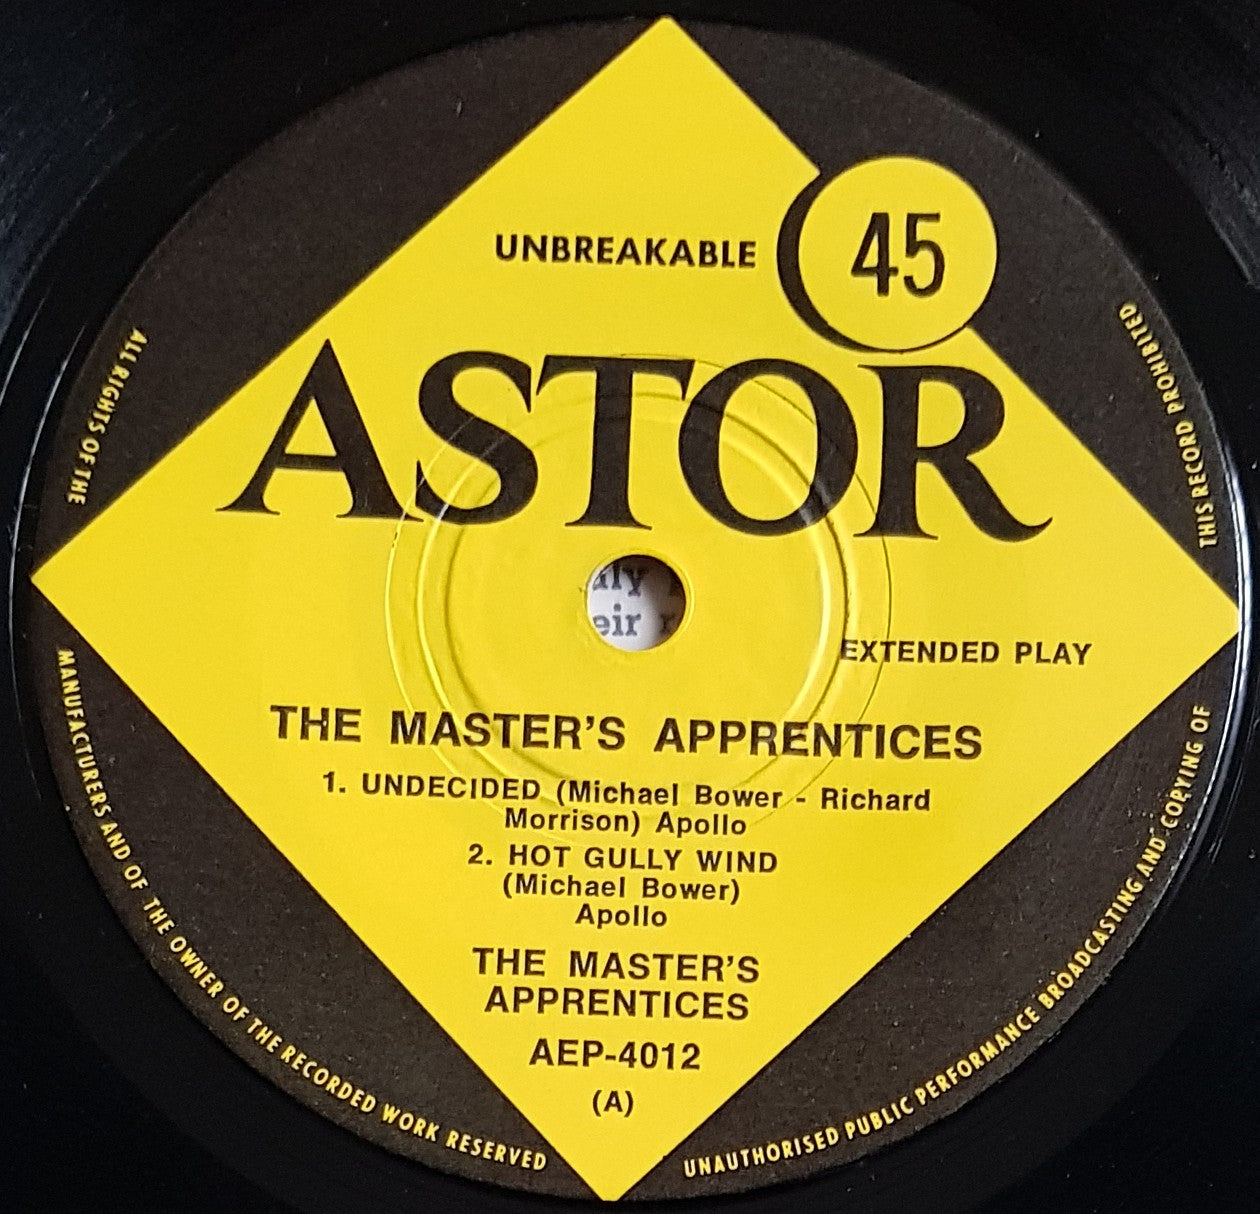 UNBREAKABLE
45
ASTOR
EXTENDED PLAY
THE MASTER'S APPRENTICES
1. UNDECIDED (Michael Bower - Richard
Morrison) Apollo
2. HOT GULLY WIND
(Michael Bower)
Apollo
THE MASTER'S
APPRENTICES
AEP-4012
(A)
ALL RIGHTS OF THE
MANUFACTURERS AND OF THE OWNER OF THE RECORDED WORK RESERVED
UNAUTHORISED PUBLIC PERFORMANCE BROADCASTING AND COPYING OF
THIS RECORD PROHIBITED